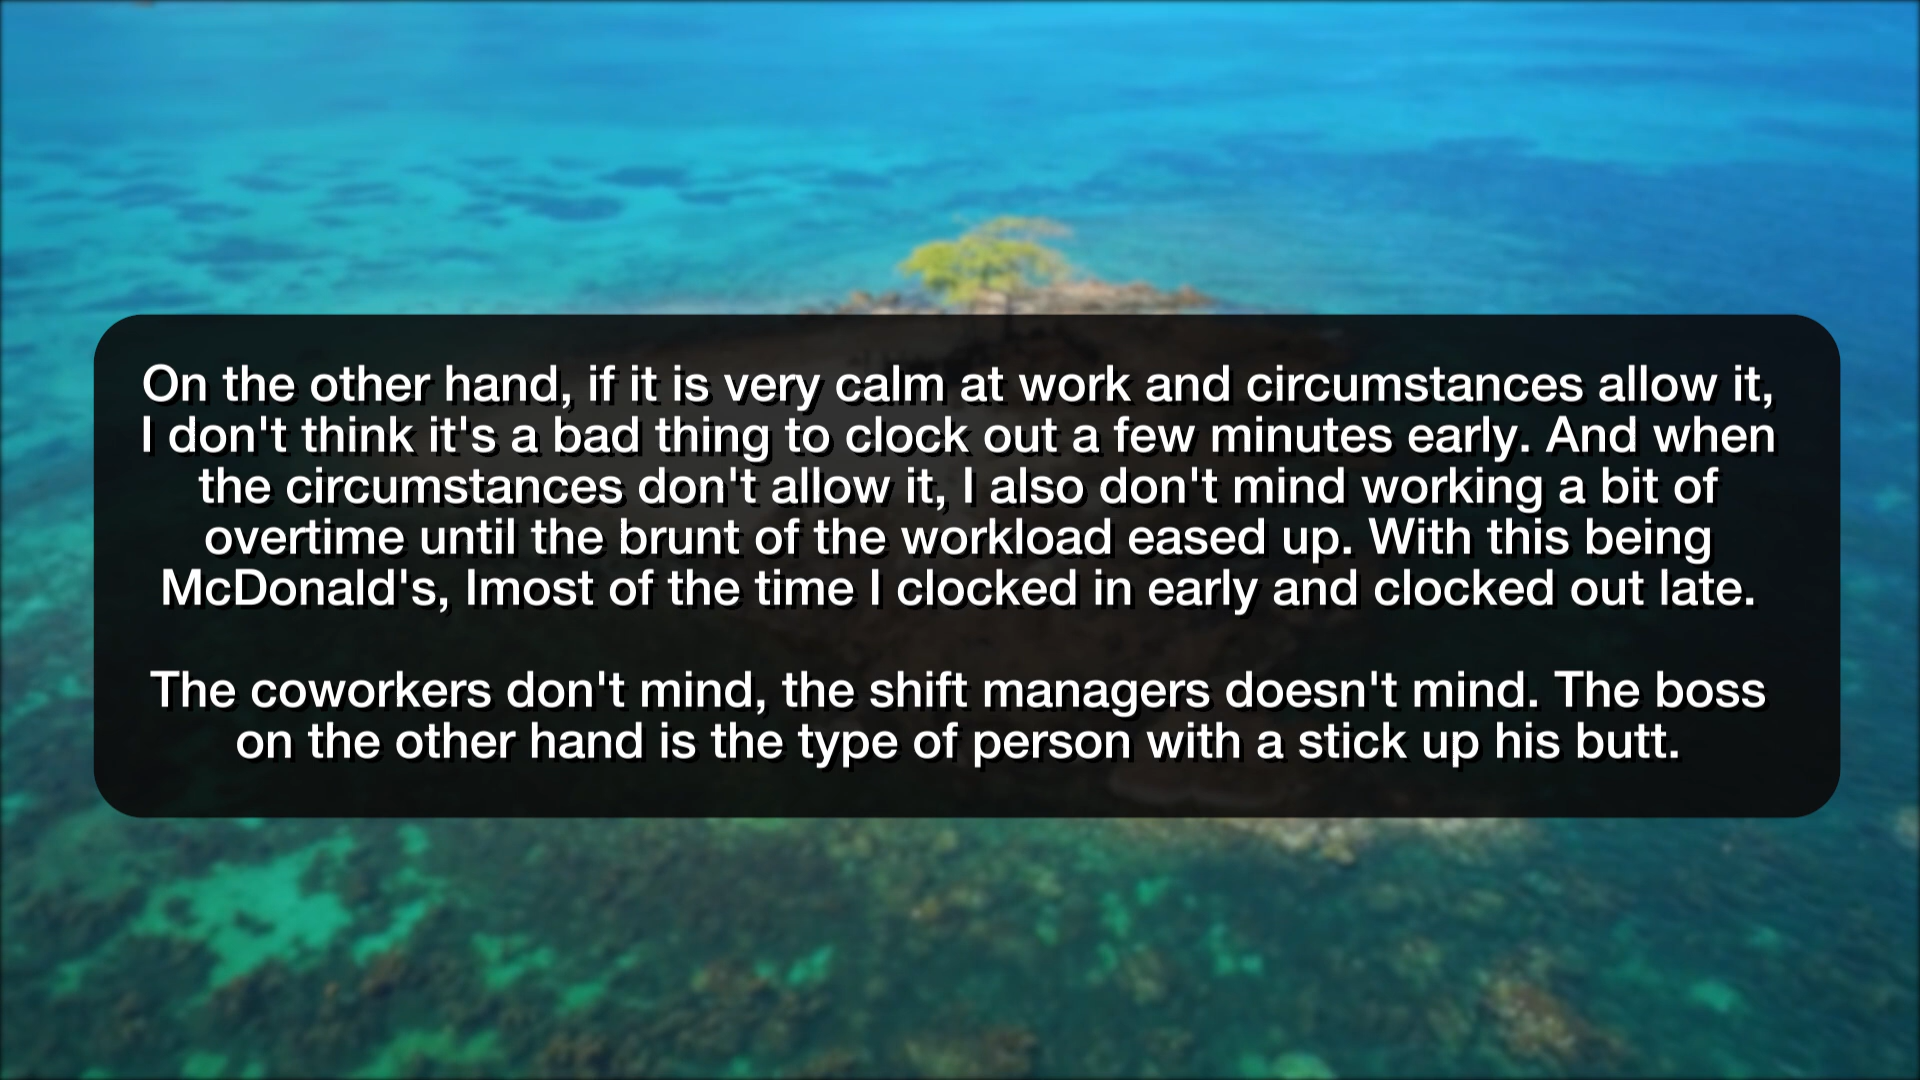 On the other hand, if it is very calm at work and circumstances allow it,
I don't think it's a bad thing to clock out a few minutes early. And when
the circumstances don't allow it, I also don't mind working a bit of
overtime until the brunt of the workload eased up. With this being
McDonald's, Imost of the time I clocked in early and clocked out late.
The coworkers don't mind, the shift managers doesn't mind. The boss
on the other hand is the type of person with a stick up his butt.